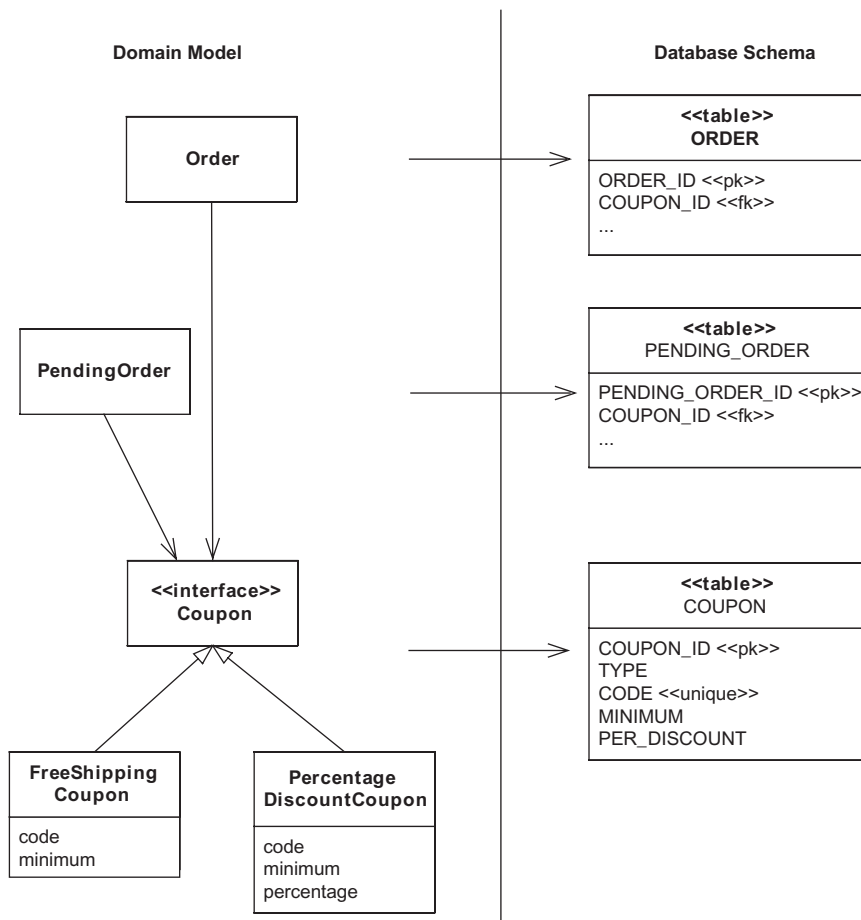 Domain Model
Database Schema
Order
<<table>>
ORDER
ORDER_ID <<pk>>
COUPON_ID <<fk>>
...
PendingOrder
<<table>>
PENDING_ORDER
PENDING_ORDER_ID <<pk>>
COUPON_ID <<fk>>
...
<<interface>>
Coupon
<<table>>
COUPON
COUPON_ID <<pk>>
TYPE
CODE <<unique>>
MINIMUM
PER_DISCOUNT
FreeShipping
Coupon
code
minimum
Percentage
DiscountCoupon
code
minimum
percentage